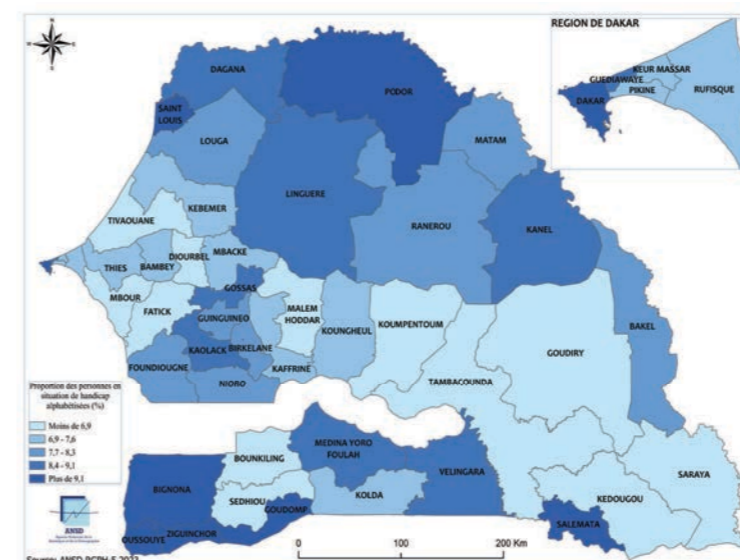 REGION DE DAKAR
KEUR MASSAR
GUEDIAWAYE
PIKINE
RUFISQUE
DAKAR
N
DAGANA
PODOR
SAINT
LOUIS
LOUGA
MATAM
LINGUERE
KEBEMER
RANEROU
KANEL
TIVAOUANE
DIOURBEL
MBACKE
THIES
BAMBEY
MBOUR
GOSSAS
FATICK
MALEM
HODDAR
GUINGUINEO
KOUNGHEUL
KOUMPENTOUM
GOUDIRY
BAKEL
KAOLACK
BIRKELANE
FOUNDIOUGNE
KAFFRINE
NIORO
TAMBACOUNDA
Proportion des personnes en
situation de handicap
alphabétisées (%)
Moins de 6,9
6,9 - 7,6
7,7 - 8,3
8,4 - 9,1
Plus de 9,1
MEDINA YORO
FOULAH
BOUNKILING
VELINGARA
SARAYA
BIGNONA
SEDHIOU
KOLDA
KEDOUGOU
GOUDOMP
SALEMATA
OUSSOUYE
ZIGUINCHOR
ANSD
0 100 200 Km
Source: ANSD RGPH-5 2023